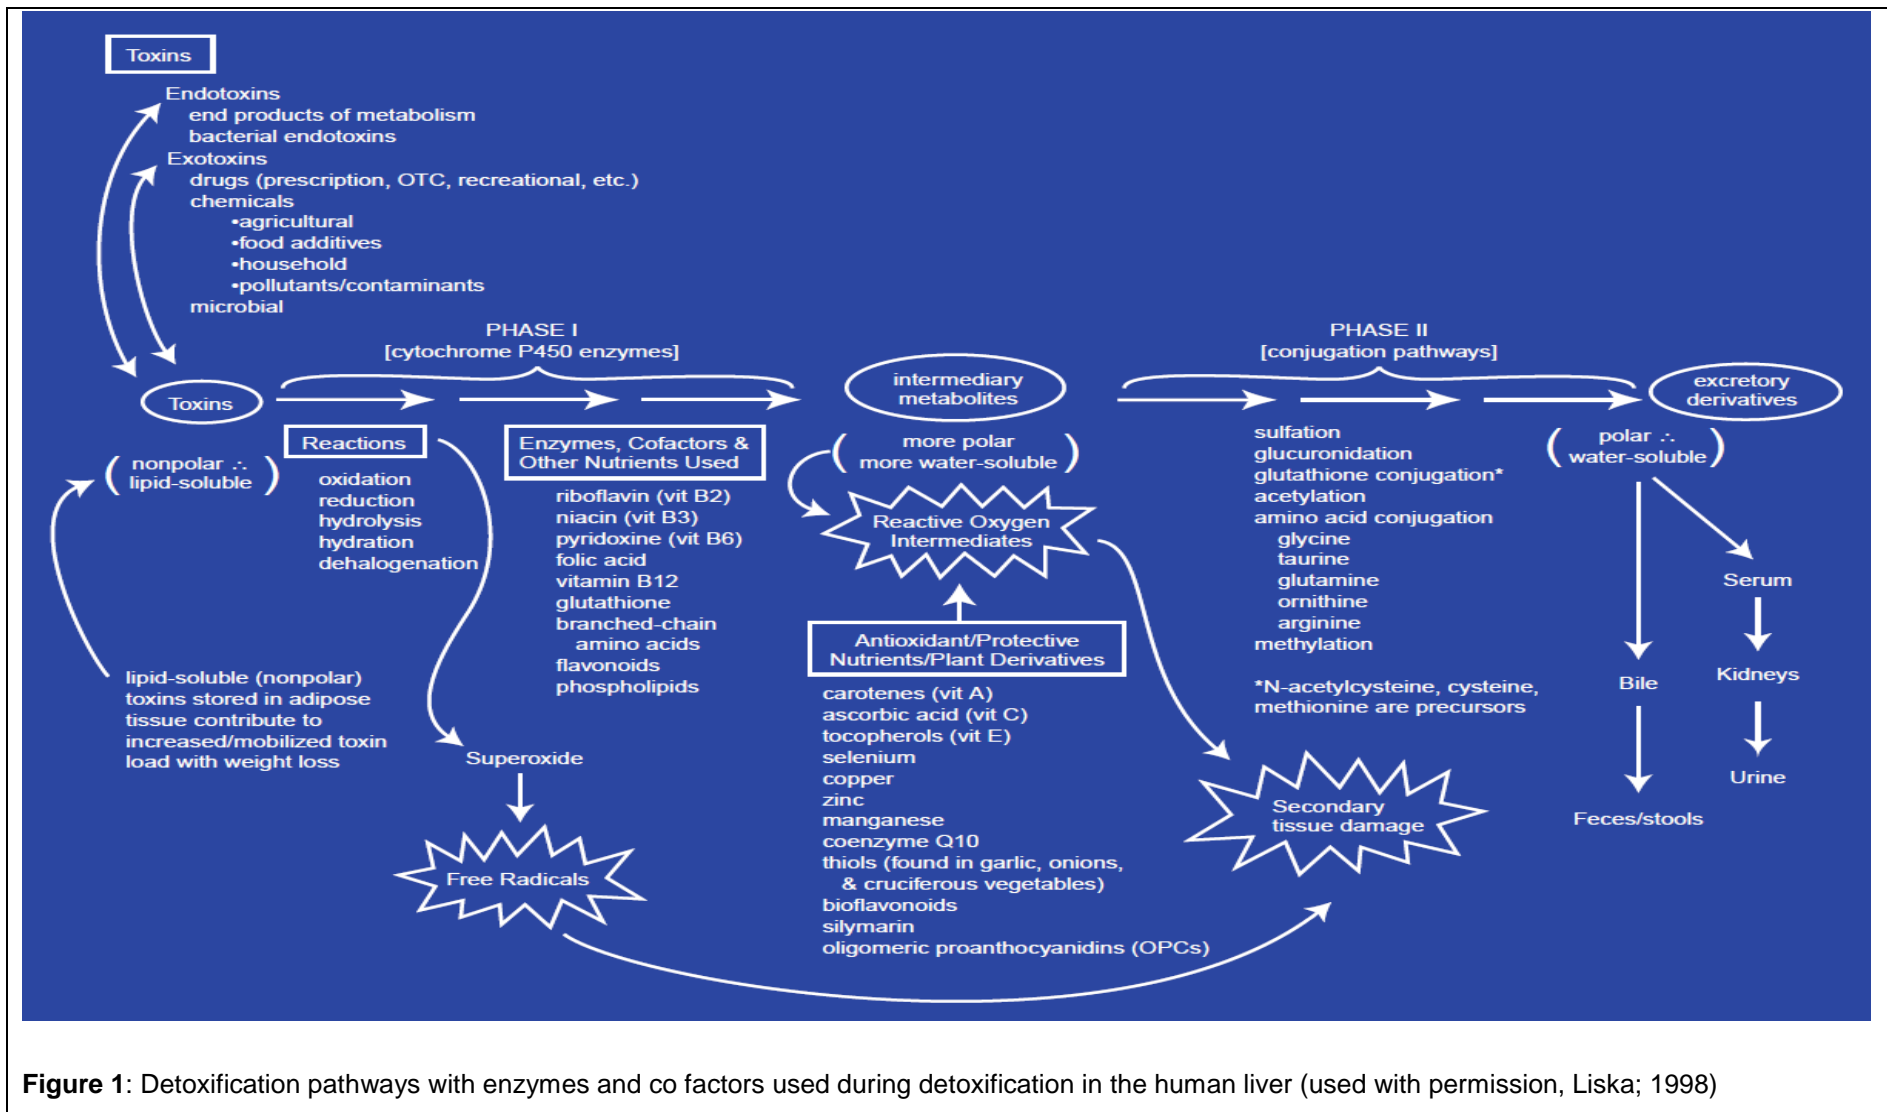 Toxins
Endotoxins
end products of metabolism
bacterial endotoxins
Exotoxins
drugs (prescription, OTC, recreational, etc.)
chemicals
•agricultural
•food additives
•household
•pollutants/contaminants
microbial
PHASE I
[cytochrome P450 enzymes]
PHASE II
[conjugation pathways]
Toxins
intermediary
metabolites
excretory
derivatives
(nonpolar ∴
lipid-soluble)
Reactions
oxidation
reduction
hydrolysis
hydration
dehalogenation
Enzymes, Cofactors &
Other Nutrients Used
riboflavin (vit B2)
niacin (vit B3)
pyridoxine (vit B6)
folic acid
vitamin B12
glutathione
branched-chain
amino acids
flavonoids
phospholipids
(more polar
more water-soluble)
Reactive Oxygen
Intermediates
Antioxidant/Protective
Nutrients/Plant Derivatives
carotenes (vit A)
ascorbic acid (vit C)
tocopherols (vit E)
selenium
copper
zinc
manganese
coenzyme Q10
thiols (found in garlic, onions,
& cruciferous vegetables)
bioflavonoids
silymarin
oligomeric proanthocyanidins (OPCs)
sulfation
glucuronidation
glutathione conjugation*
acetylation
amino acid conjugation
glycine
taurine
glutamine
ornithine
arginine
methylation
*N-acetylcysteine, cysteine,
methionine are precursors
(polar ∴
water-soluble)
Bile
Feces/stools
Serum
Kidneys
Urine
lipid-soluble (nonpolar)
toxins stored in adipose
tissue contribute to
increased/mobilized toxin
load with weight loss
Superoxide
Free Radicals
Secondary
tissue damage
Figure 1: Detoxification pathways with enzymes and co factors used during detoxification in the human liver (used with permission, Liska; 1998)